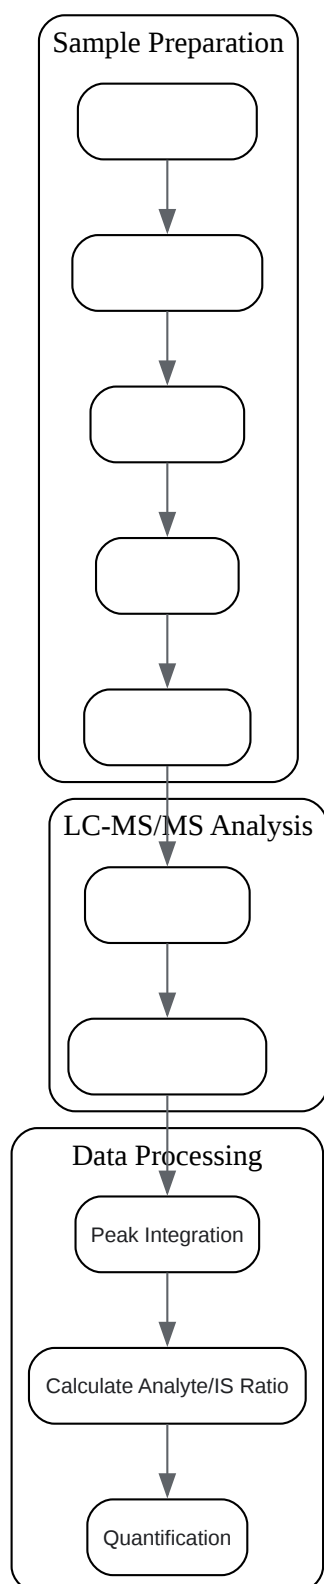 Sample Preparation
LC-MS/MS Analysis
Data Processing
Peak Integration
Calculate Analyte/IS Ratio
Quantification